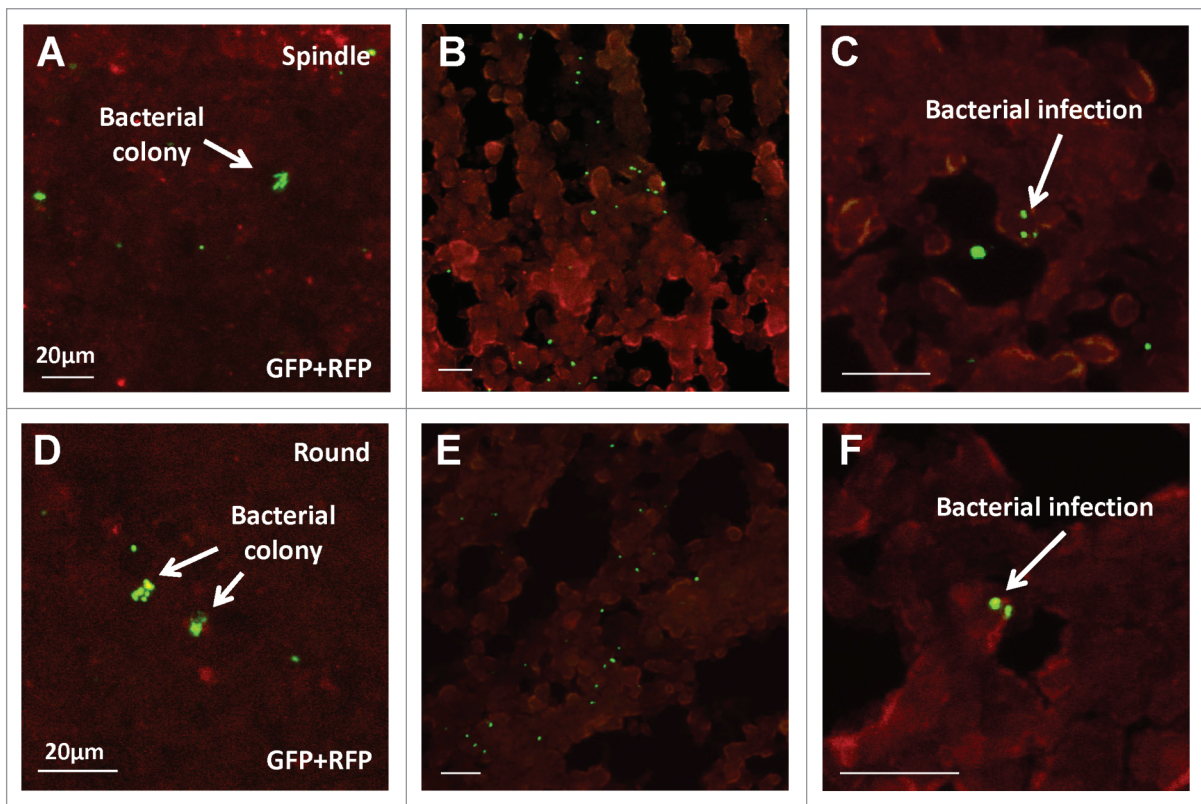 A
Spindle
Bacterial
colony
20µm
GFP+RFP
B
C
Bacterial infection
D
Round
Bacterial
colony
20µm
GFP+RFP
E
F
Bacterial infection